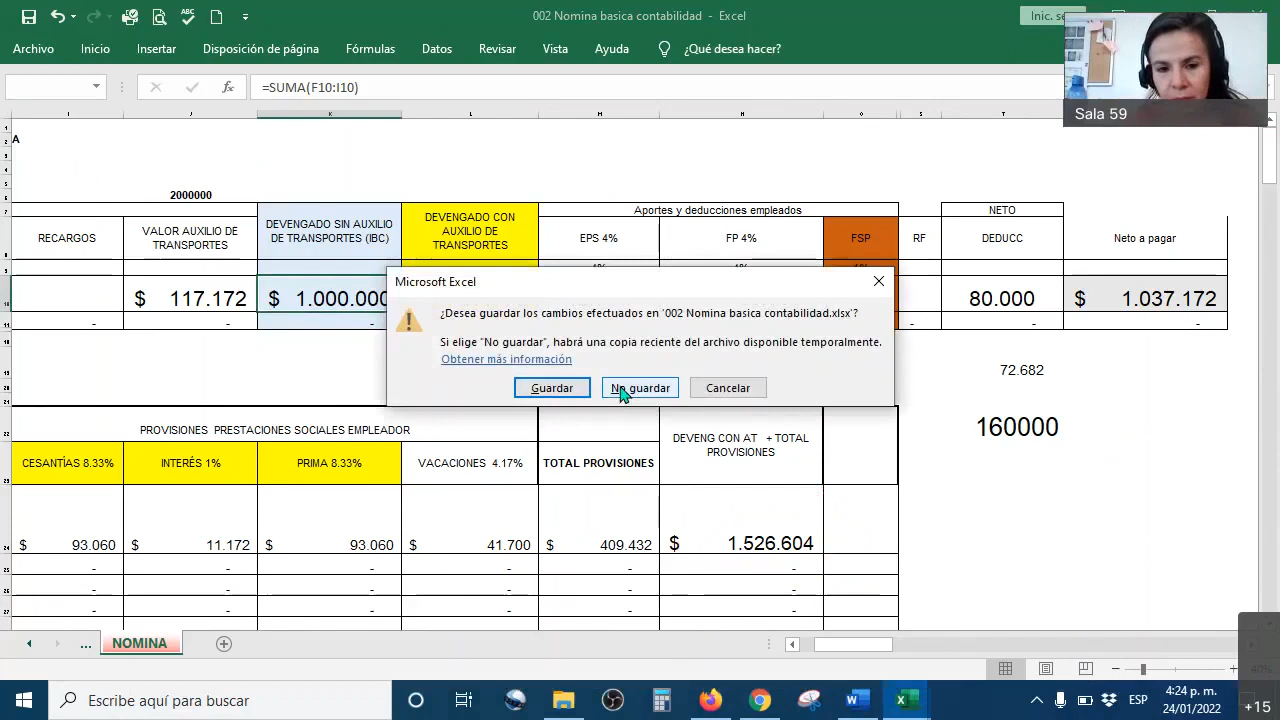 002 Nomina basica contabilidad - Excel
Inic. se
Archivo
Inicio
Insertar
Disposición de página
Fórmulas
Datos
Revisar
Vista
Ayuda
¿Qué desea hacer?
Sala 59
=SUMA(F10:I10)
A
2000000
Aportes y deducciones empleados
NETO
RECARGOS
VALOR AUXILIO DE
TRANSPORTES
DEVENGADO SIN AUXILIO
DE TRANSPORTES (IBC)
DEVENGADO CON
AUXILIO DE
TRANSPORTES
EPS 4%
FP 4%
FSP
RF
DEDUCC
Neto a pagar
$ 117.172
$ 1.000.000
80.000
$ 1.037.172
Microsoft Excel
¿Desea guardar los cambios efectuados en '002 Nomina basica contabilidad.xlsx'?
Si elige "No guardar", habrá una copia reciente del archivo disponible temporalmente.
Obtener más información
Guardar
No guardar
Cancelar
72.682
160000
PROVISIONES PRESTACIONES SOCIALES EMPLEADOR
DEVENG CON AT + TOTAL
PROVISIONES
CESANTÍAS 8.33%
INTERÉS 1%
PRIMA 8.33%
VACACIONES 4.17%
TOTAL PROVISIONES
$ 93.060
$ 11.172
$ 93.060
$ 41.700
$ 409.432
$ 1.526.604
NOMINA
40%
Escribe aquí para buscar
ESP
4:24 p. m.
24/01/2022
+15